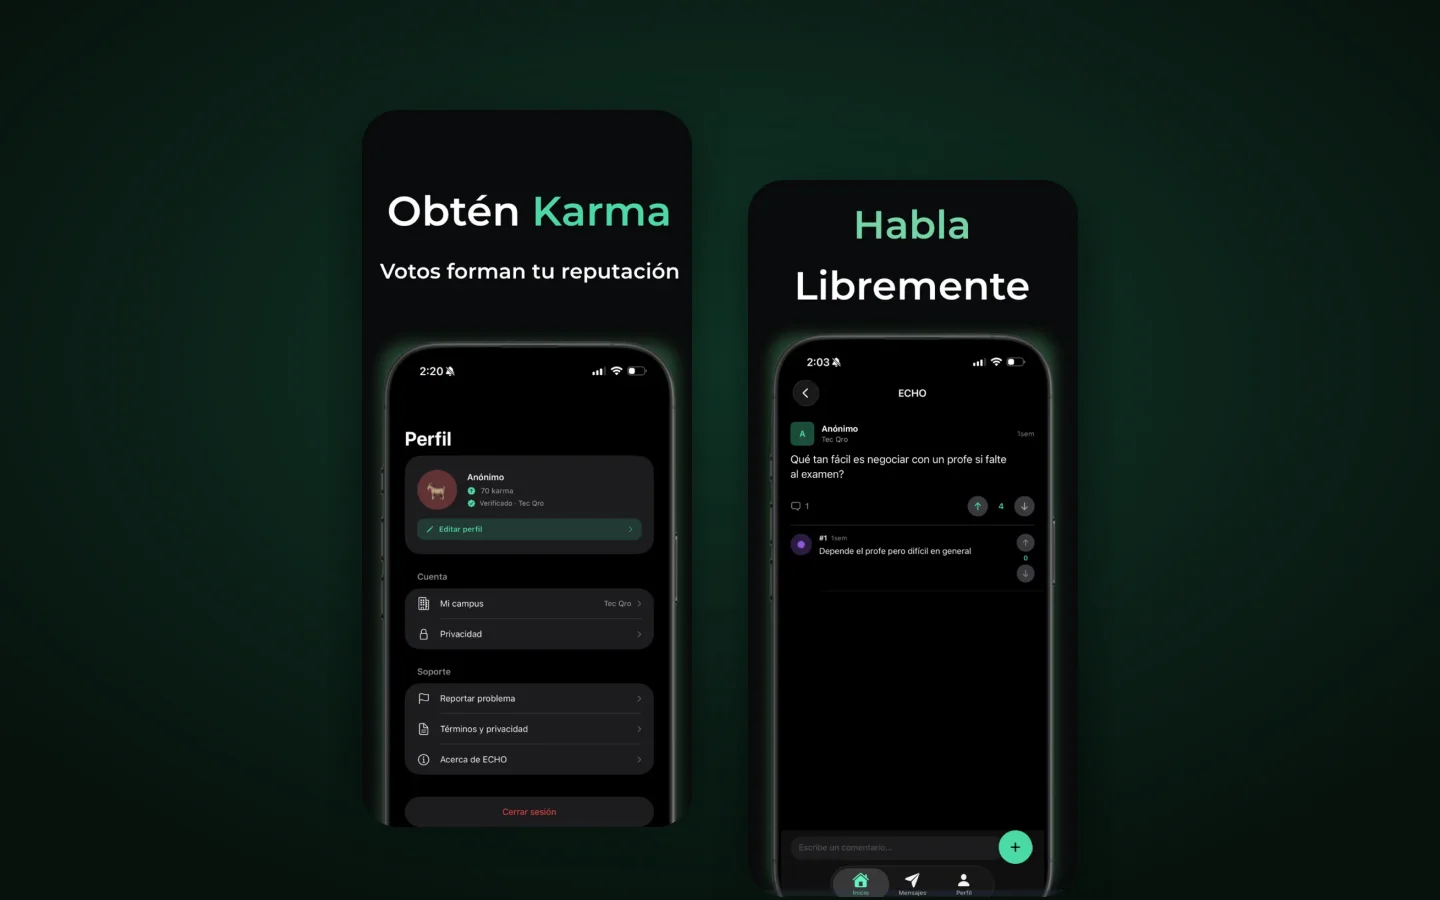 Obtén Karma
Votos forman tu reputación
2:20
Perfil
Anónimo
70 karma
Verificado · Tec Qro
Editar perfil
Cuenta
Mi campus
Tec Qro
Privacidad
Soporte
Reportar problema
Términos y privacidad
Acerca de ECHO
Cerrar sesión
Habla
Libremente
2:03
ECHO
A
Anónimo
Tec Qro
1sem
Qué tan fácil es negociar con un profe si falte
al examen?
1
4
#1 1sem
Depende el profe pero difícil en general
0
Escribe un comentario...
Inicio
Mensajes
Perfil